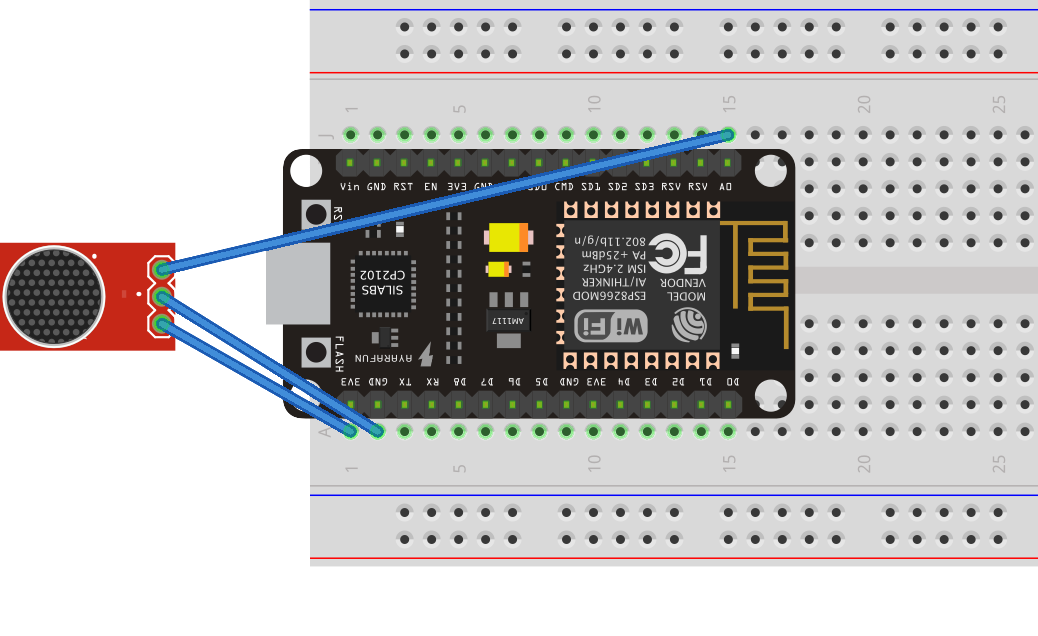 1 5 10 15 20 25
J
Vin GND RST EN 3V3 GND SD0 CMD SD1 SD2 SD3 RSV RSV A0
SILABS
CP2102
AM1117
AYARAFUN
FLASH
MODEL
VENDOR
ESP8266MOD
AI/THINKER
ISM 2.4GHz
PA +25dBm
802.11b/g/n
FC
Wi Fi
3V3 GND TX RX D8 D7 D6 D5 GND 3V3 D4 D3 D2 D1 D0
A
1 5 10 15 20 25